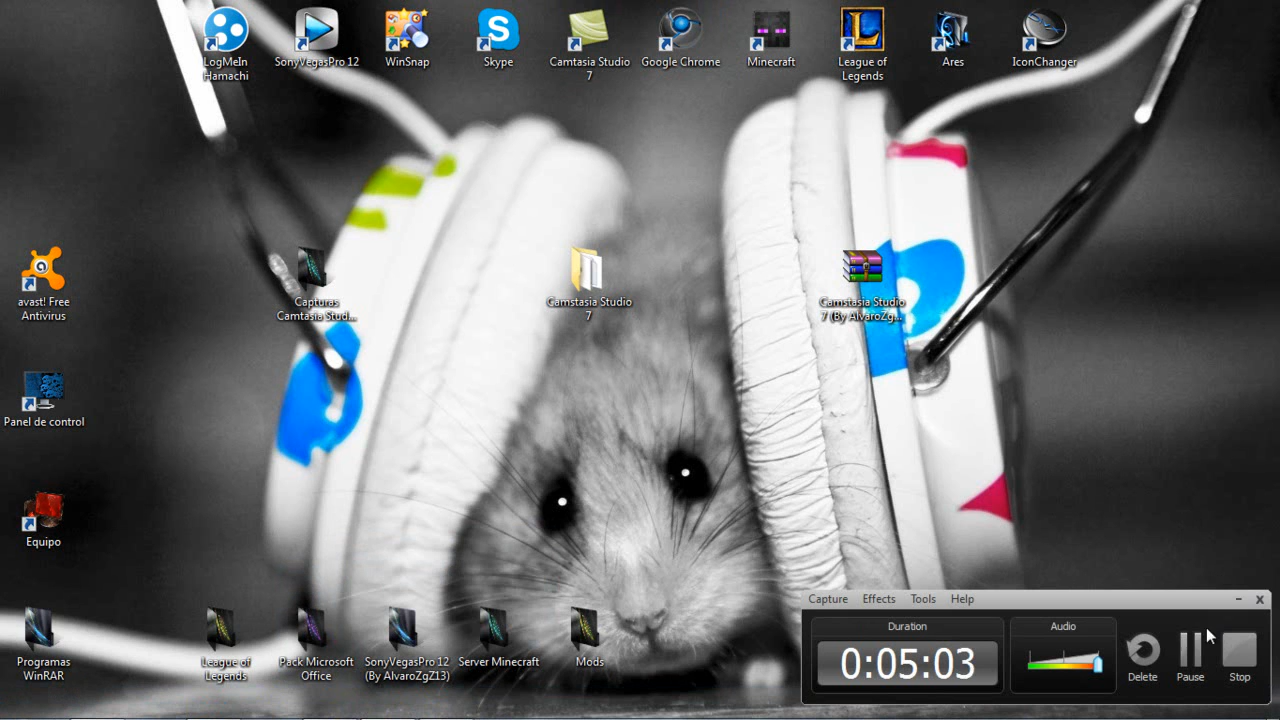 LogMeIn
Hamachi
SonyVegasPro 12
WinSnap
Skype
Camtasia Studio
7
Google Chrome
Minecraft
League of
Legends
Ares
IconChanger
avast! Free
Antivirus
Capturas
Camtasia Stud...
Camstasia Studio
7
Camstasia Studio
7 (By AlvaroZg...
Panel de control
Equipo
Programas
WinRAR
League of
Legends
Pack Microsoft
Office
SonyVegasPro 12
(By AlvaroZgZ13)
Server Minecraft
Mods
Capture Effects Tools Help
Duration
0:05:03
Audio
Delete
Pause
Stop